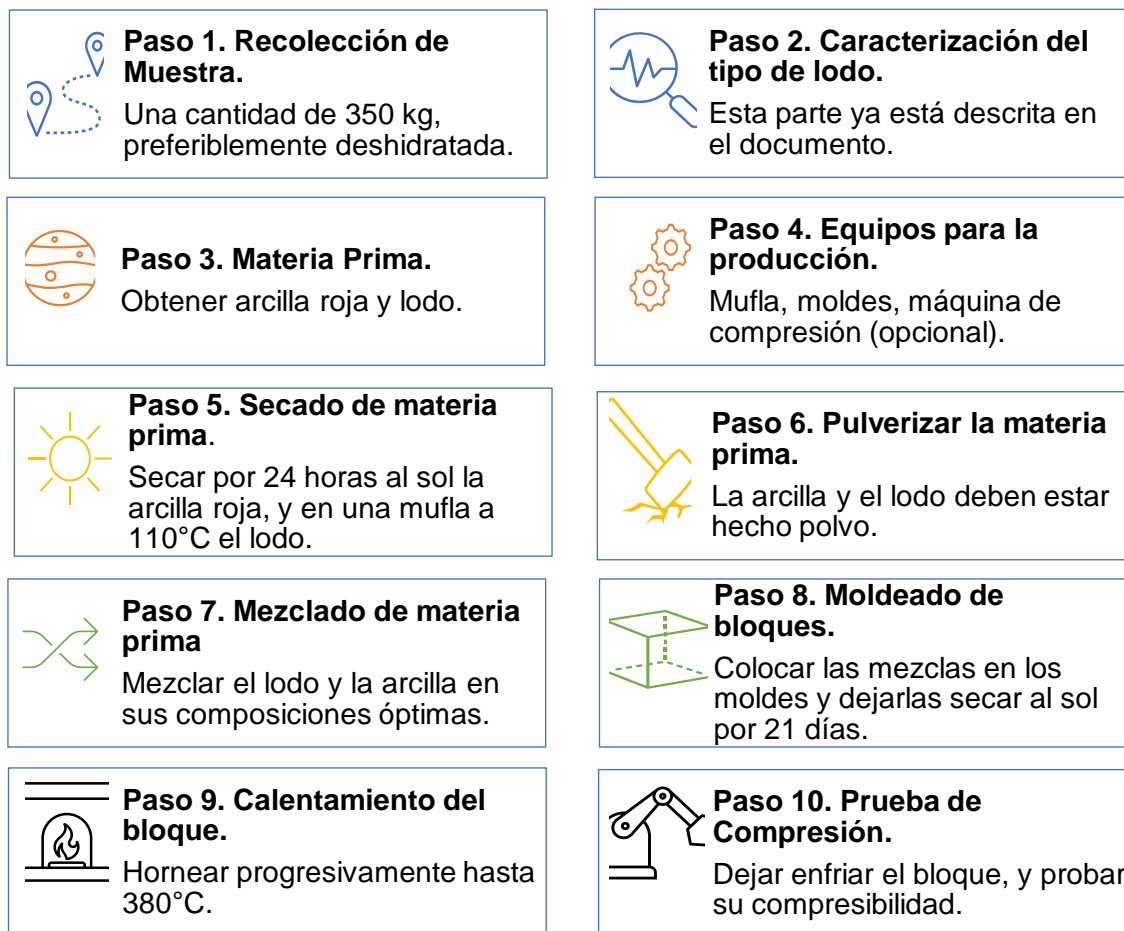 Paso 1. Recolección de
Muestra.
Una cantidad de 350 kg,
preferiblemente deshidratada.
Paso 2. Caracterización del
tipo de lodo.
Esta parte ya está descrita en
el documento.
Paso 3. Materia Prima.
Obtener arcilla roja y lodo.
Paso 4. Equipos para la
producción.
Mufla, moldes, máquina de
compresión (opcional).
Paso 5. Secado de materia
prima.
Secar por 24 horas al sol la
arcilla roja, y en una mufla a
110°C el lodo.
Paso 6. Pulverizar la materia
prima.
La arcilla y el lodo deben estar
hecho polvo.
Paso 7. Mezclado de materia
prima
Mezclar el lodo y la arcilla en
sus composiciones óptimas.
Paso 8. Moldeado de
bloques.
Colocar las mezclas en los
moldes y dejarlas secar al sol
por 21 días.
Paso 9. Calentamiento del
bloque.
Hornear progresivamente hasta
380°C.
Paso 10. Prueba de
Compresión.
Dejar enfriar el bloque, y probar
su compresibilidad.